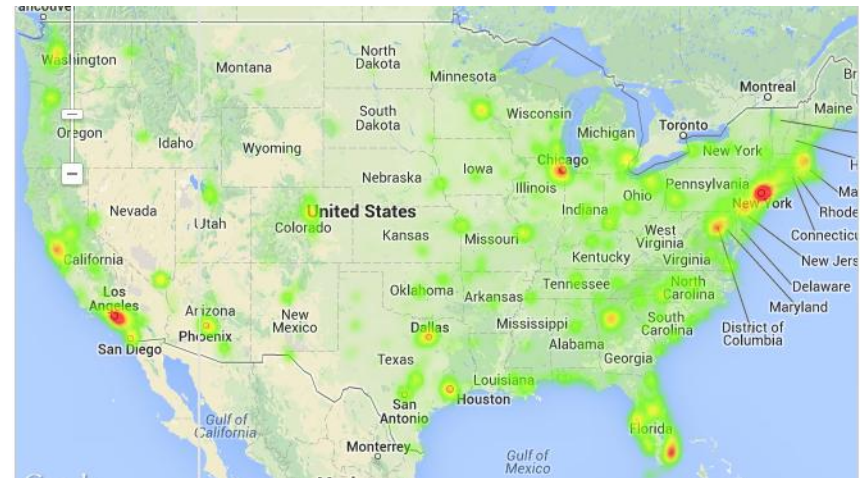 Washington
Montana
North
Dakota
Minnesota
Montreal
Maine
Oregon
Idaho
South
Dakota
Wisconsin
Michigan
Toronto
Wyoming
New York
Iowa
Chicago
Nebraska
Illinois
Indiana
Ohio
Pennsylvania
New York
Nevada
Utah
Colorado
United States
Kansas
Missouri
West
Virginia
Kentucky
Virginia
California
Los
Angeles
San Diego
Arizona
Phoenix
New
Mexico
Oklahoma
Arkansas
Tennessee
North
Carolina
South
Carolina
Dallas
Mississippi
Alabama
Georgia
Texas
Louisiana
Houston
San
Antonio
Monterrey
Gulf of
California
Gulf of
Mexico
Florida
District of
Columbia
Maryland
Delaware
New Jers
Connecticu
Rhode
Ma
H
Br